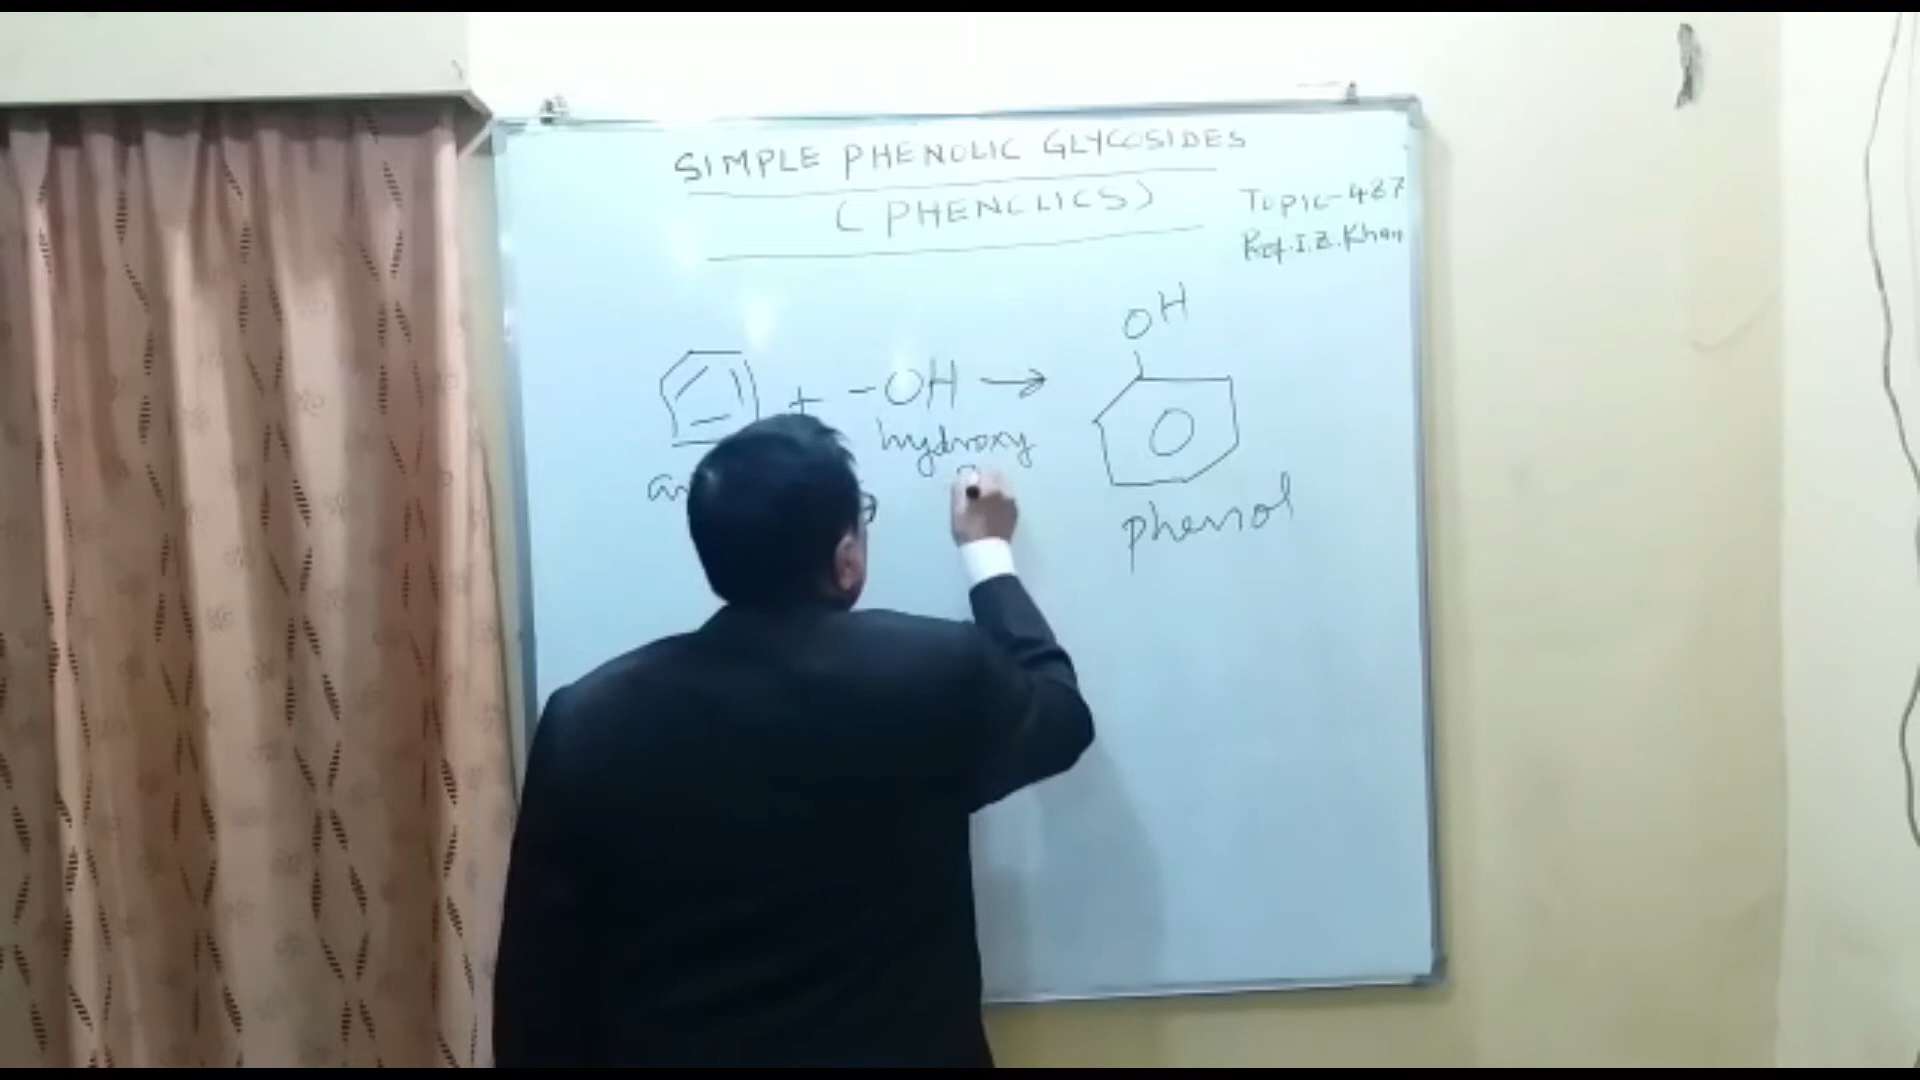 SIMPLE PHENOLIC GLYCOSIDES
(PHENOLICS)
Topic-487
Prof. I. Z. Khan
+ -OH →
OH
hydroxy
phenol